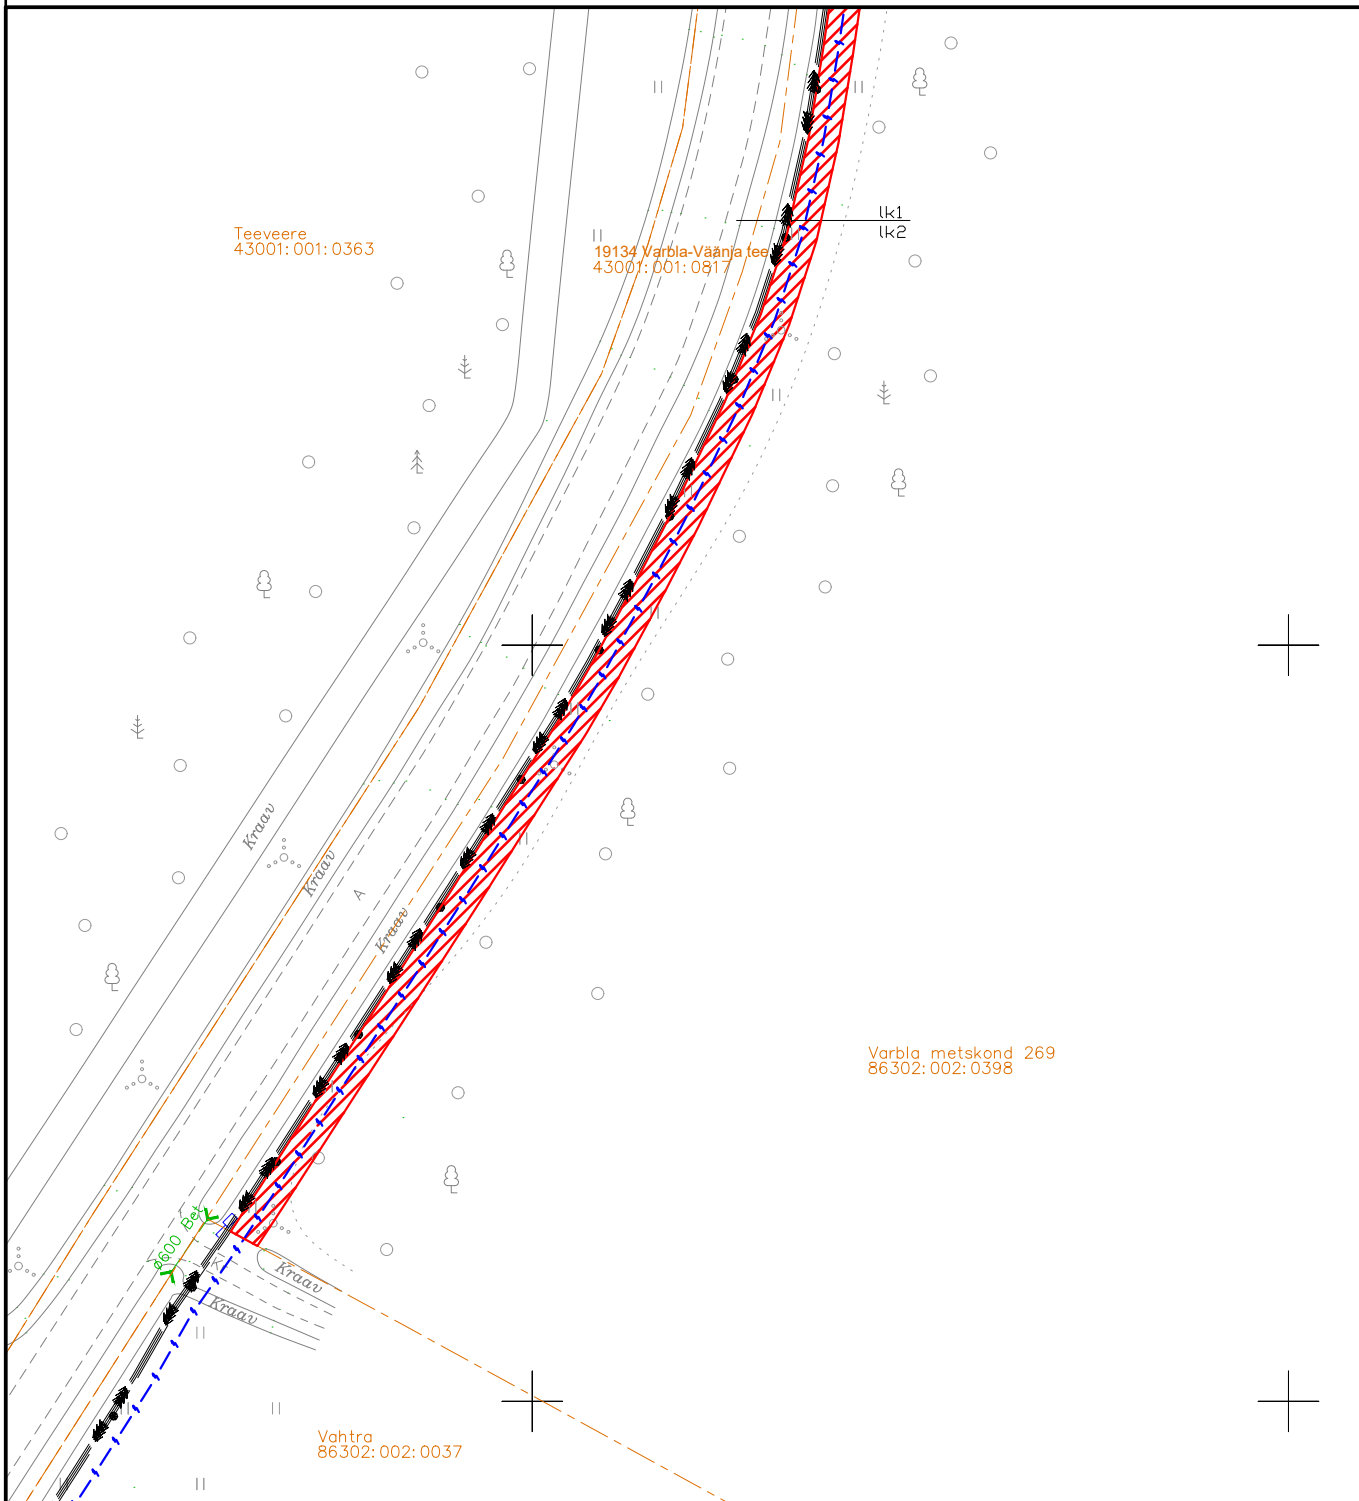 lk1
lk2
Teeveere
43001:001:0363
19134 Varbla-Väänja tee
43001:001:0817
Kraav
Kraav
A
Kraav
Varbla metskond 269
86302:002:0398
ø600 Bet
K
Kraav
Kraav
Vahtra
86302:002:0037